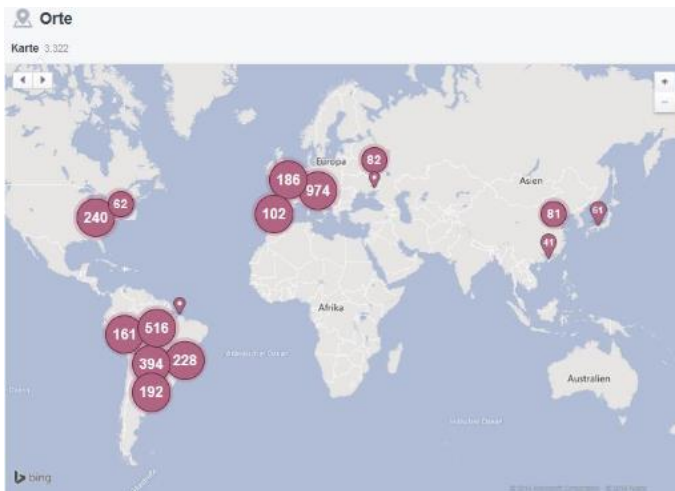 Orte
Karte 3.322
Europa
82
186
974
Asien
62
240
102
81
61
41
Afrika
161
516
394
228
192
Australien
bing